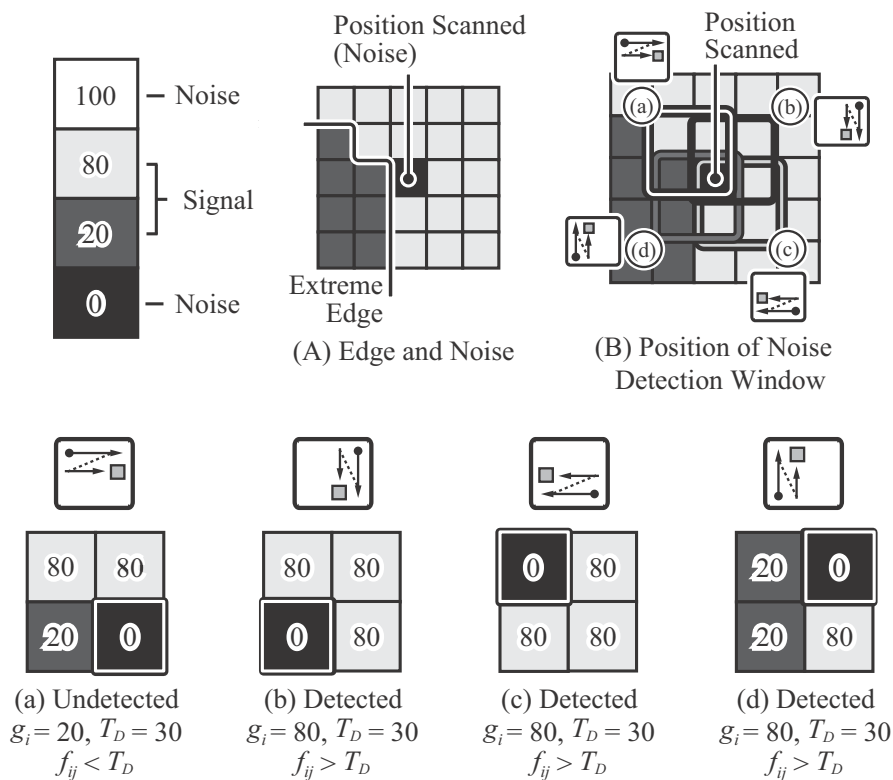 Position Scanned
(Noise)
Position
Scanned
100
Noise
80
Signal
20
0
Noise
Extreme
Edge
(A) Edge and Noise
(a)
(b)
(d)
(c)
(B) Position of Noise
Detection Window
80 80
20 0
80 80
0 80
0 80
80 80
20 0
20 80
(a) Undetected
g_i = 20, T_D = 30
f_ij < T_D
(b) Detected
g_i = 80, T_D = 30
f_ij > T_D
(c) Detected
g_i = 80, T_D = 30
f_ij > T_D
(d) Detected
g_i = 80, T_D = 30
f_ij > T_D